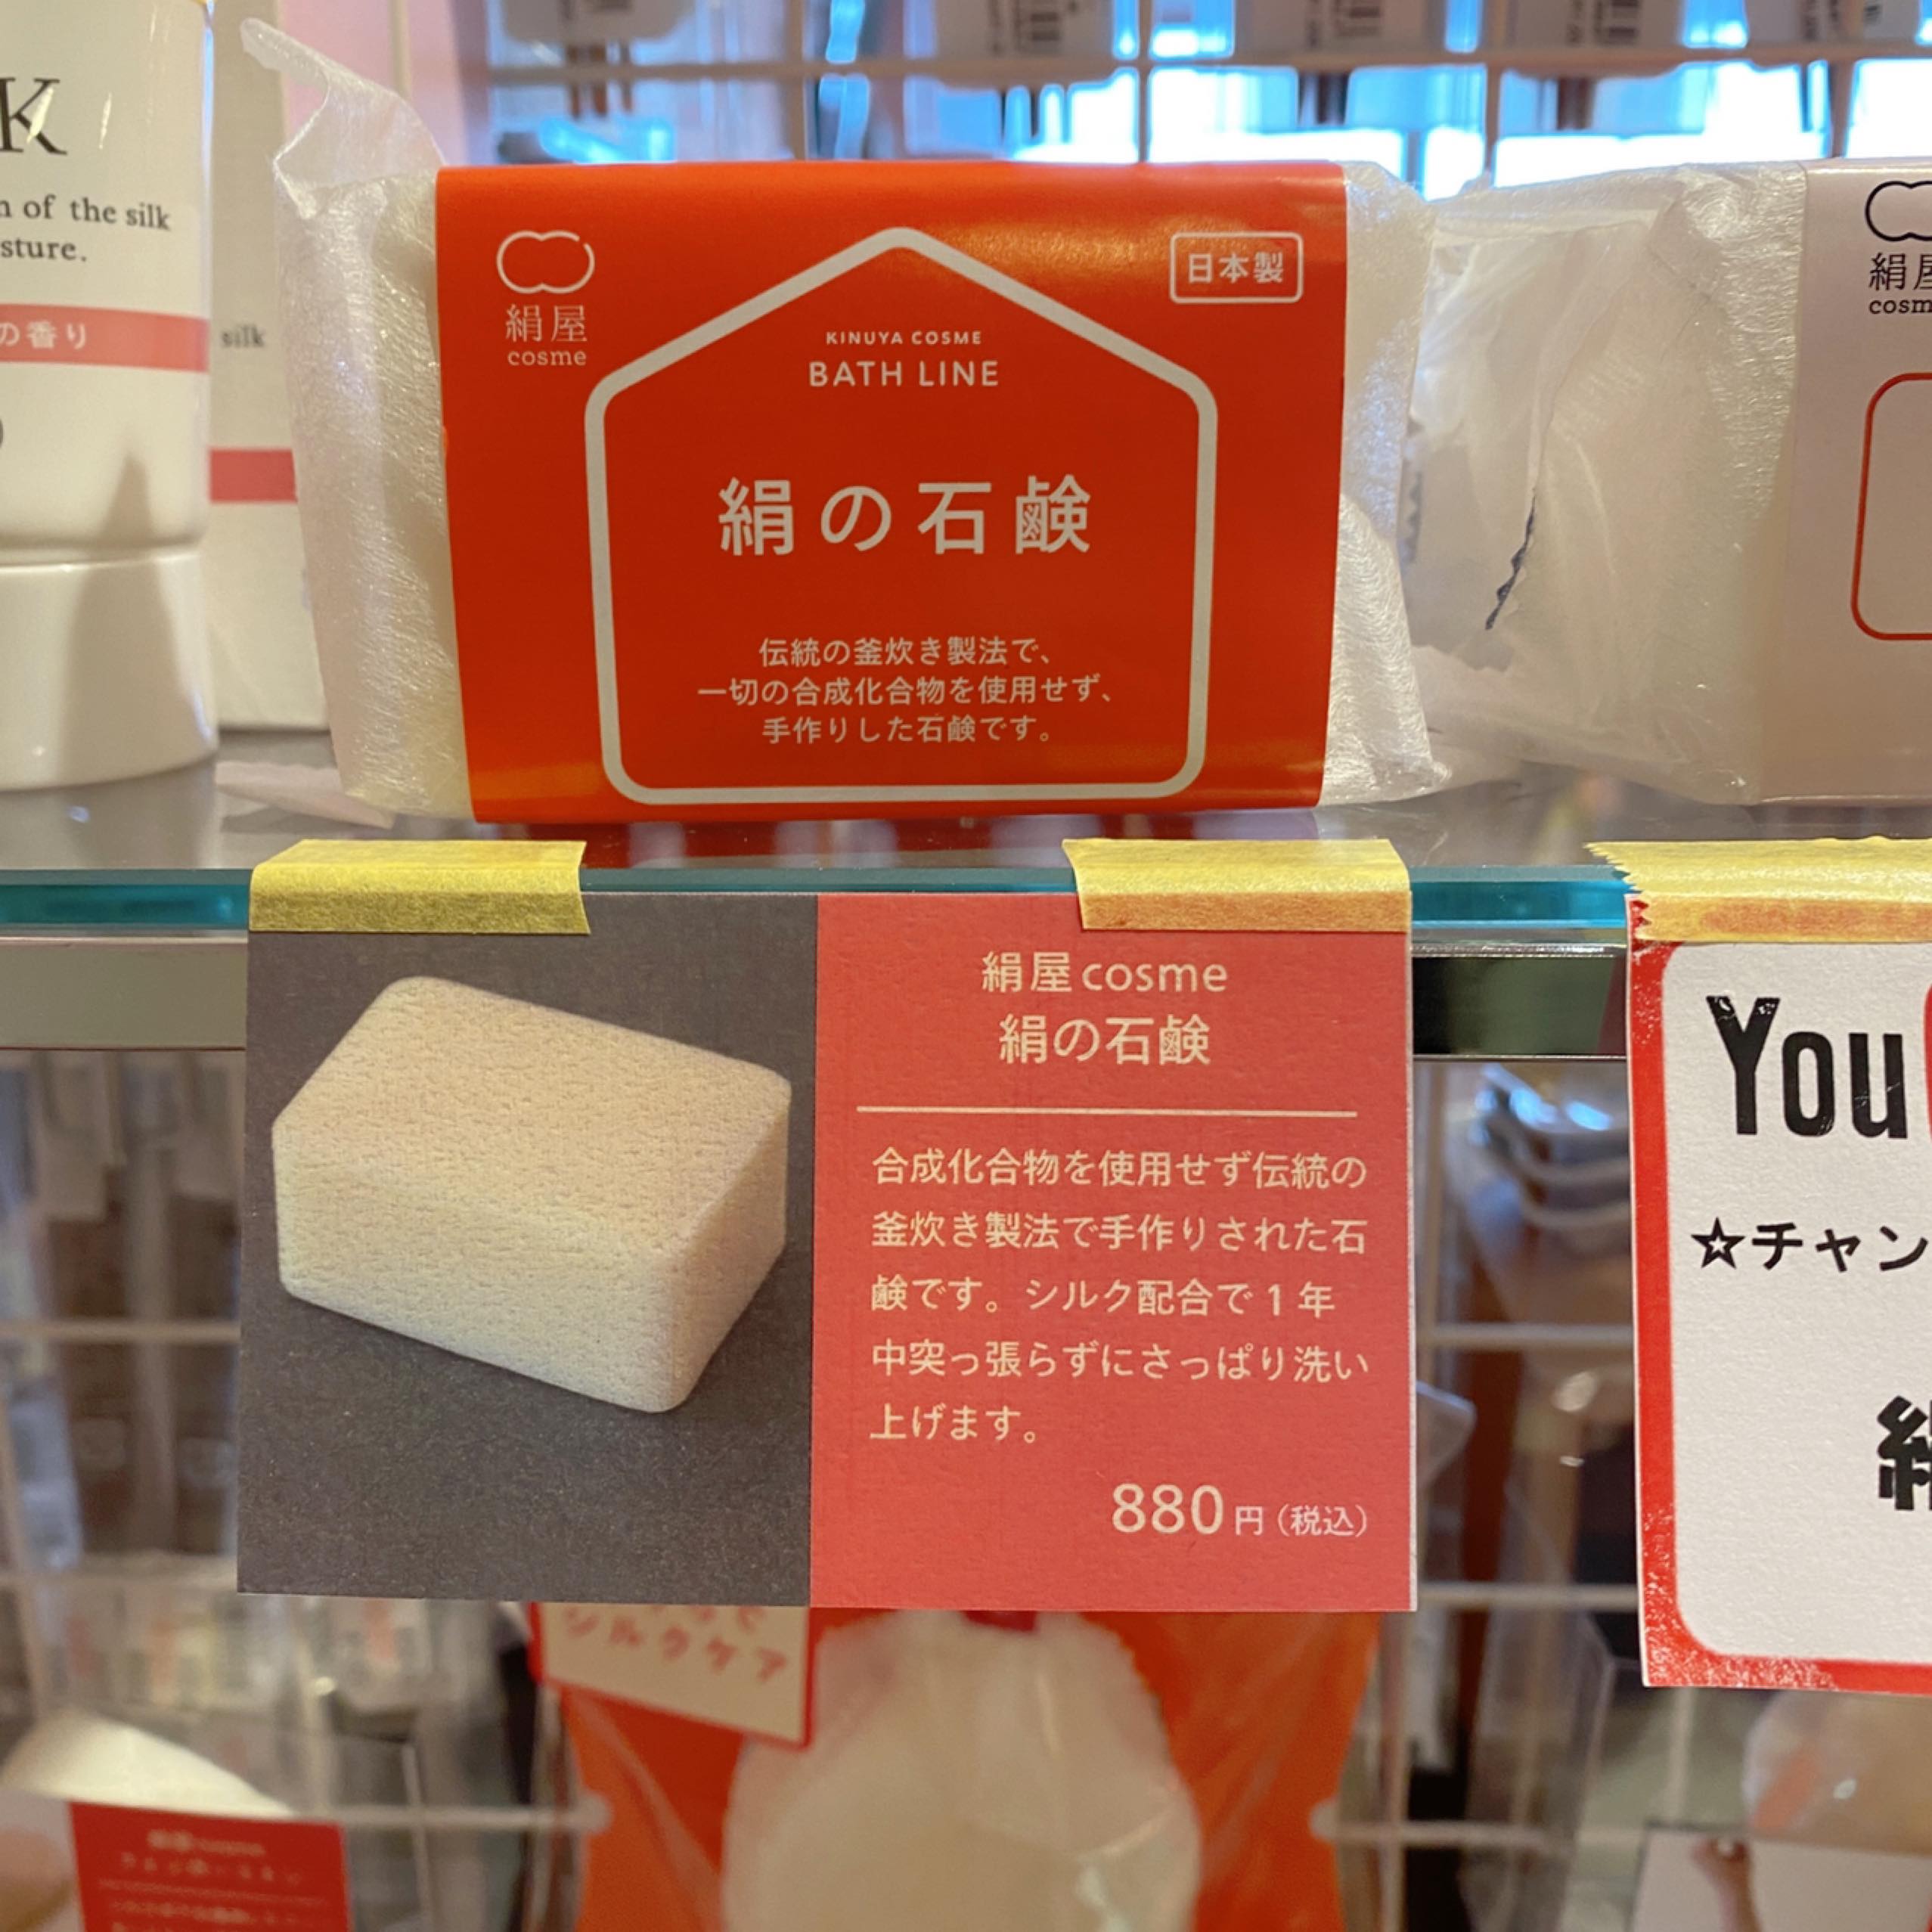 K
of the silk
sture.
の香り
silk
絹屋
cosme
日本製
KINUYA COSME
BATH LINE
絹の石鹸
伝統の釜炊き製法で、
一切の合成化合物を使用せず、
手作りした石鹸です。
絹屋
cosm
絹屋cosme
絹の石鹸
合成化合物を使用せず伝統の
釜炊き製法で手作りされた石
鹸です。シルク配合で1年
中突っ張らずにさっぱり洗い
上げます。
880円(税込)
You
☆チャン
シルクケア